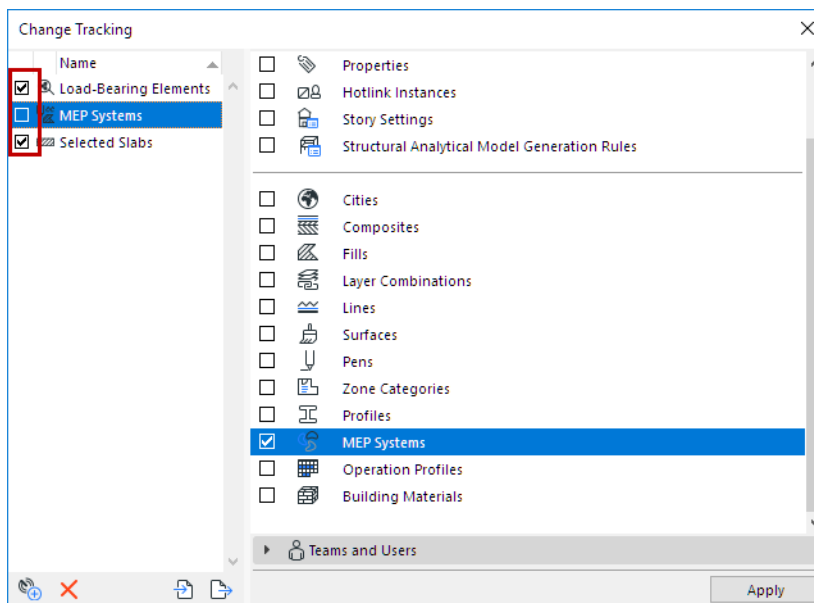 Change Tracking
Name
Load-Bearing Elements
MEP Systems
Selected Slabs
Properties
Hotlink Instances
Story Settings
Structural Analytical Model Generation Rules
Cities
Composites
Fills
Layer Combinations
Lines
Surfaces
Pens
Zone Categories
Profiles
MEP Systems
Operation Profiles
Building Materials
Teams and Users
Apply